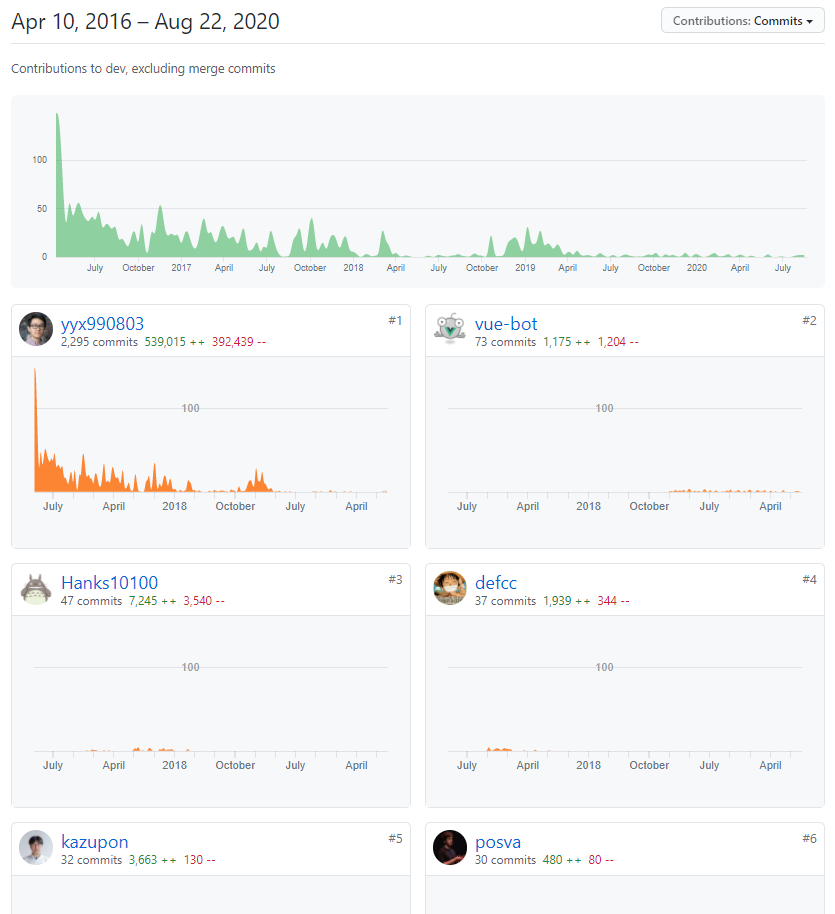 Apr 10, 2016 – Aug 22, 2020
Contributions: Commits
Contributions to dev, excluding merge commits
100
50
0
July October 2017 April July October 2018 April July October 2019 April July October 2020 April July
yyx990803 #1
2,295 commits 539,015 ++ 392,439 --
100
July April 2018 October July April
vue-bot #2
73 commits 1,175 ++ 1,204 --
100
July April 2018 October July April
Hanks10100 #3
47 commits 7,245 ++ 3,540 --
100
July April 2018 October July April
defcc #4
37 commits 1,939 ++ 344 --
100
July April 2018 October July April
kazupon #5
32 commits 3,663 ++ 130 --
posva #6
30 commits 480 ++ 80 --